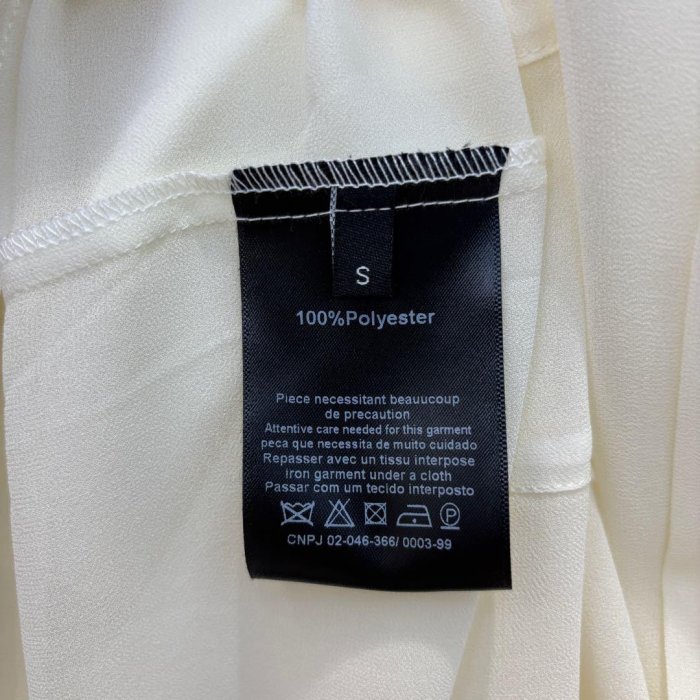 S
100%Polyester
Piece necessitant beauucoup
de precaution
Attentive care needed for this garment
peca que necessita de muito cuidado
Repasser avec un tissu interpose
Iron garment under a cloth
Passar com um tecido interposto
P
CNPJ 02-046-366/ 0003-99